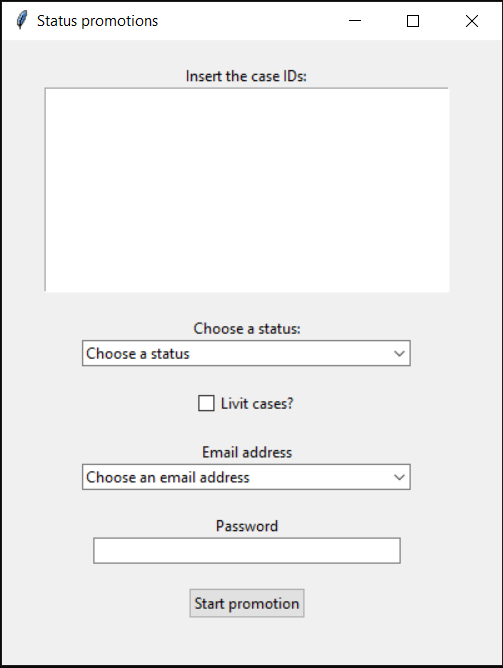 Status promotions
Insert the case IDs:
Choose a status:
Choose a status
Livit cases?
Email address
Choose an email address
Password
Start promotion